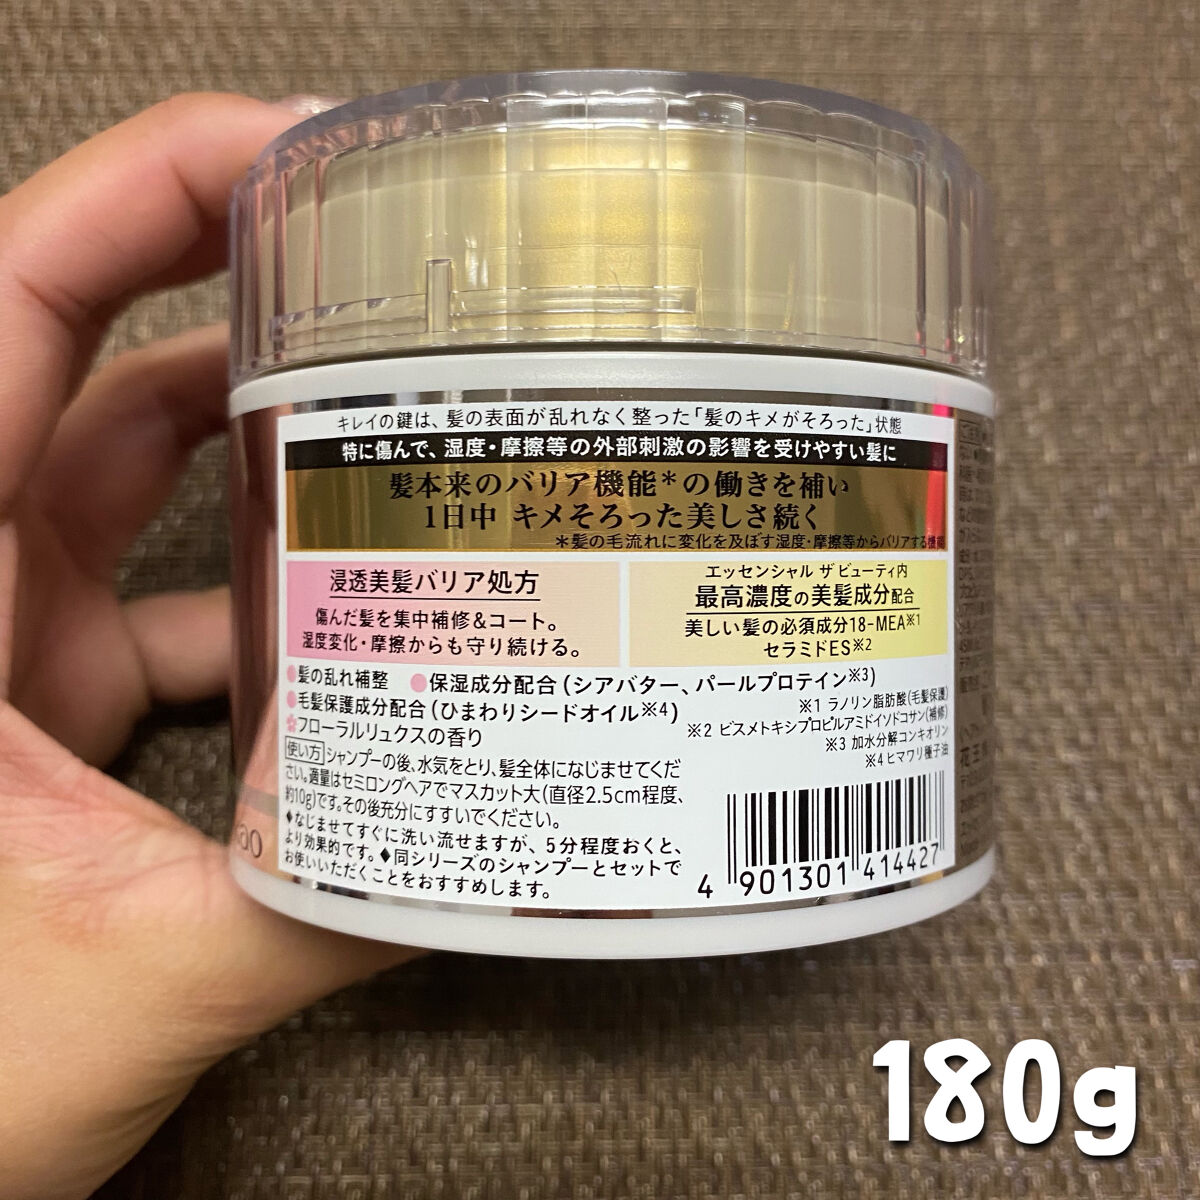 キレイの鍵は、髪の表面が乱れなく整った「髪のキメがそろった」状態
特に傷んで、湿度・摩擦等の外部刺激の影響を受けやすい髪に
髪本来のバリア機能＊の働きを補い
1日中 キメそろった美しさ続く
＊髪の毛流れに変化を及ぼす湿度・摩擦等からバリアする機能
浸透美髪バリア処方
傷んだ髪を集中補修＆コート。
湿度変化・摩擦からも守り続ける。
エッセンシャル ザ ビューティ内
最高濃度の美髪成分配合
美しい髪の必須成分18-MEA※1
セラミドES※2
●髪の乱れ補整 ●保湿成分配合(シアバター、パールプロテイン※3)
●毛髪保護成分配合(ひまわりシードオイル※4)
フローラルリュクスの香り
※1 ラノリン脂肪酸(毛髪保護)
※2 ビスメトキシプロピルアミドイソドコサン(補修)
※3 加水分解コンキオリン
※4 ヒマワリ種子油
使い方 シャンプーの後、水気をとり、髪全体になじませてくだ
さい。適量はセミロングヘアでマスカット大(直径2.5cm程度、
約10g)です。その後充分にすすいでください。
◆なじませてすぐに洗い流せますが、5分程度おくと、
より効果的です。◆同シリーズのシャンプーとセットで
お使いいただくことをおすすめします。
4 901301 414427
kao
花王
180g